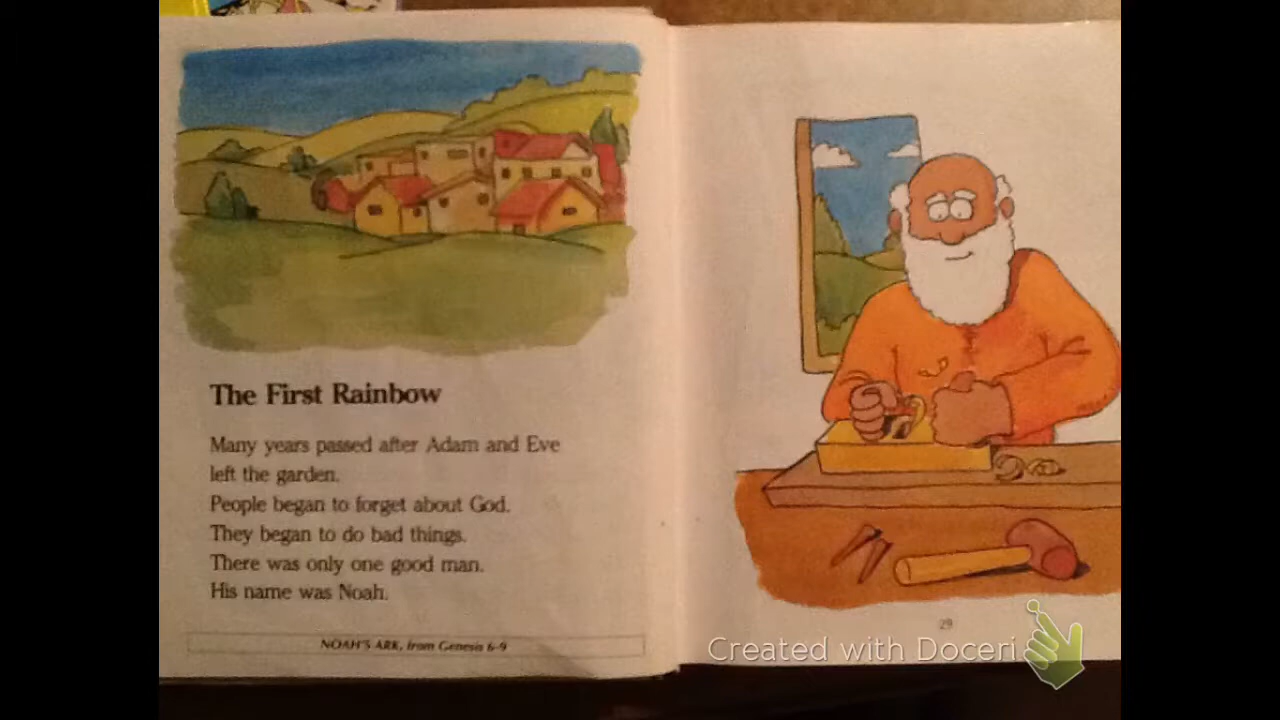 The First Rainbow
Many years passed after Adam and Eve
left the garden.
People began to forget about God.
They began to do bad things.
There was only one good man.
His name was Noah.
NOAH'S ARK, from Genesis 6-9
29
Created with Doceri